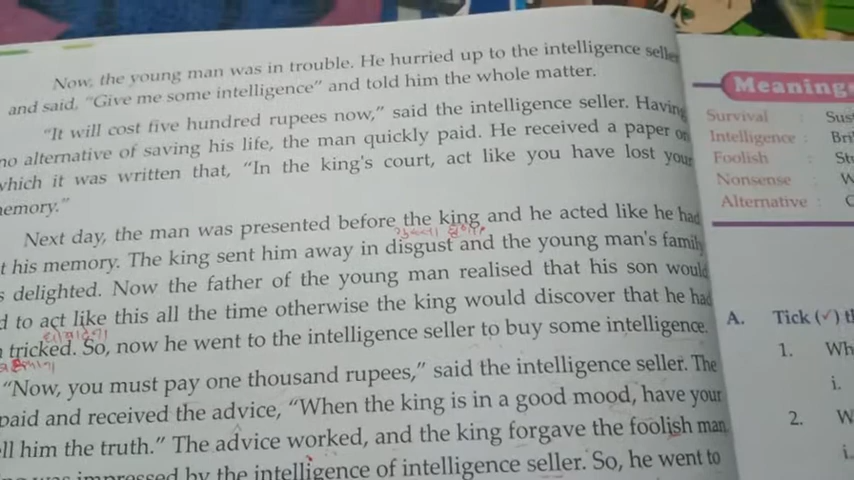 Now, the young man was in trouble. He hurried up to the intelligence seller
and said, “Give me some intelligence” and told him the whole matter.
“It will cost five hundred rupees now,” said the intelligence seller. Having
no alternative of saving his life, the man quickly paid. He received a paper on
which it was written that, “In the king's court, act like you have lost your
memory.”
Next day, the man was presented before the king and he acted like he had
his memory. The king sent him away in disgust and the young man's family
delighted. Now the father of the young man realised that his son would
to act like this all the time otherwise the king would discover that he had
tricked. So, now he went to the intelligence seller to buy some intelligence.
“Now, you must pay one thousand rupees,” said the intelligence seller. The
paid and received the advice, “When the king is in a good mood, have your
him the truth.” The advice worked, and the king forgave the foolish man
was impressed by the intelligence of intelligence seller. So, he went to
Meaning
Survival :
Intelligence :
Foolish :
Nonsense :
Alternative :
A. Tick (✓)
1. Wh
i.
2. W
i.